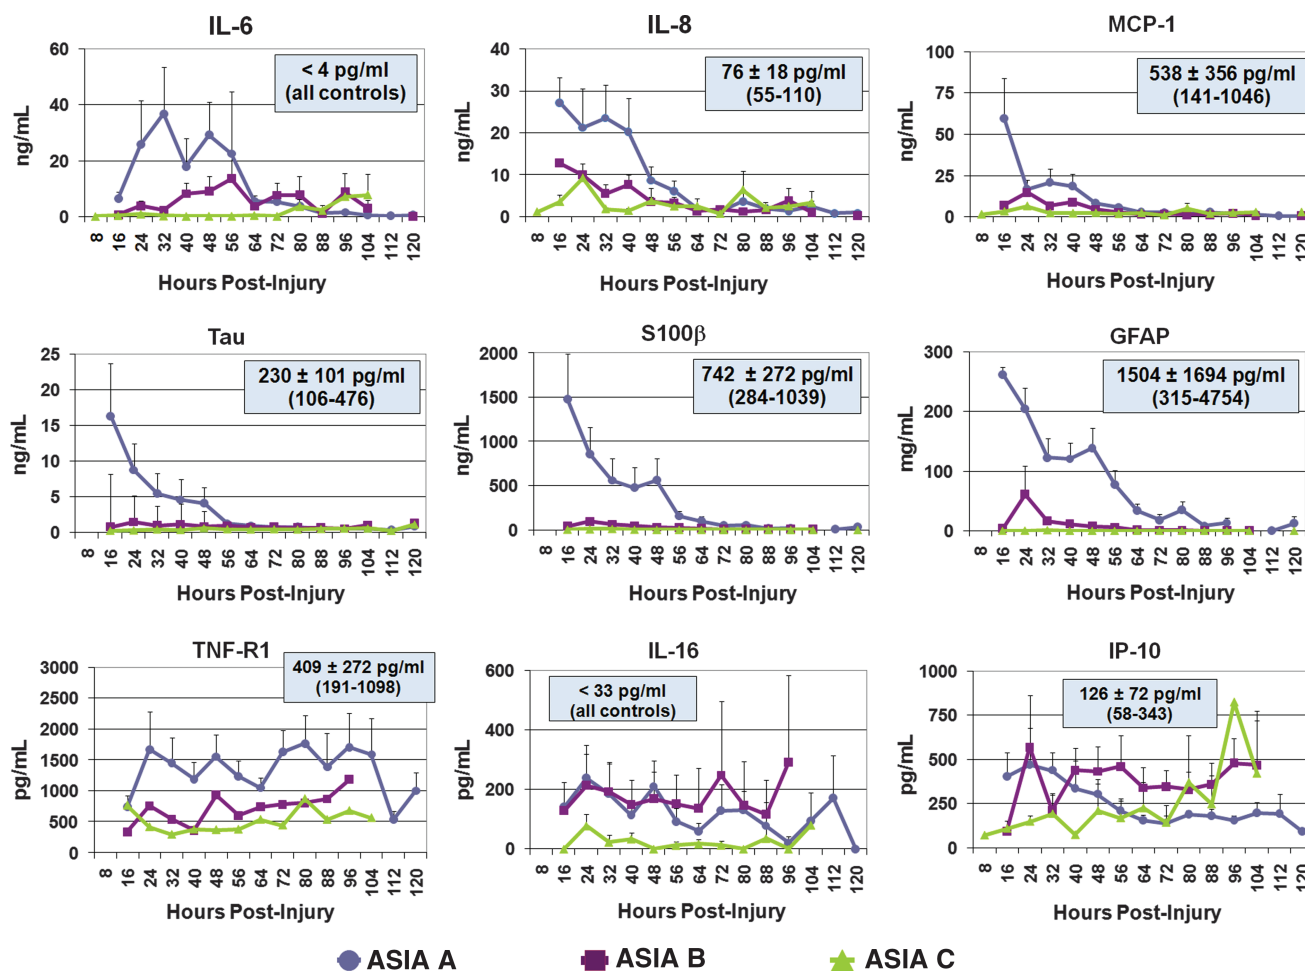 IL-6
60
40
20
0
ng/mL
< 4 pg/ml
(all controls)
8 16 24 32 40 48 56 64 72 80 88 96 104 120
Hours Post-Injury
IL-8
40
30
20
10
0
ng/mL
76 ± 18 pg/ml
(55-110)
8 16 24 32 40 48 56 64 72 80 88 96 104 112 120
Hours Post-Injury
MCP-1
100
75
50
25
0
ng/mL
538 ± 356 pg/ml
(141-1046)
8 16 24 32 40 48 56 64 72 80 88 96 104 112 120
Hours Post-Injury
Tau
25
20
15
10
5
0
ng/mL
230 ± 101 pg/ml
(106-476)
8 16 24 32 40 48 56 64 72 80 88 96 104 112 120
Hours Post-Injury
S100β
2000
1500
1000
500
0
ng/mL
742 ± 272 pg/ml
(284-1039)
8 16 24 32 40 48 56 64 72 80 88 96 104 112 120
Hours Post-Injury
GFAP
300
200
100
0
mg/mL
1504 ± 1694 pg/ml
(315-4754)
8 16 24 32 40 48 56 64 72 80 88 96 104 112 120
Hours Post-Injury
TNF-R1
3000
2500
2000
1500
1000
500
0
pg/mL
409 ± 272 pg/ml
(191-1098)
8 16 24 32 40 48 56 64 72 80 88 96 104 112 120
Hours Post-Injury
IL-16
600
400
200
0
pg/mL
< 33 pg/ml
(all controls)
8 16 24 32 40 48 56 64 72 80 88 96 104 112 120
Hours Post-Injury
IP-10
1000
750
500
250
0
pg/mL
126 ± 72 pg/ml
(58-343)
8 16 24 32 40 48 56 64 72 80 88 96 104 112 120
Hours Post-Injury
ASIA A
ASIA B
ASIA C